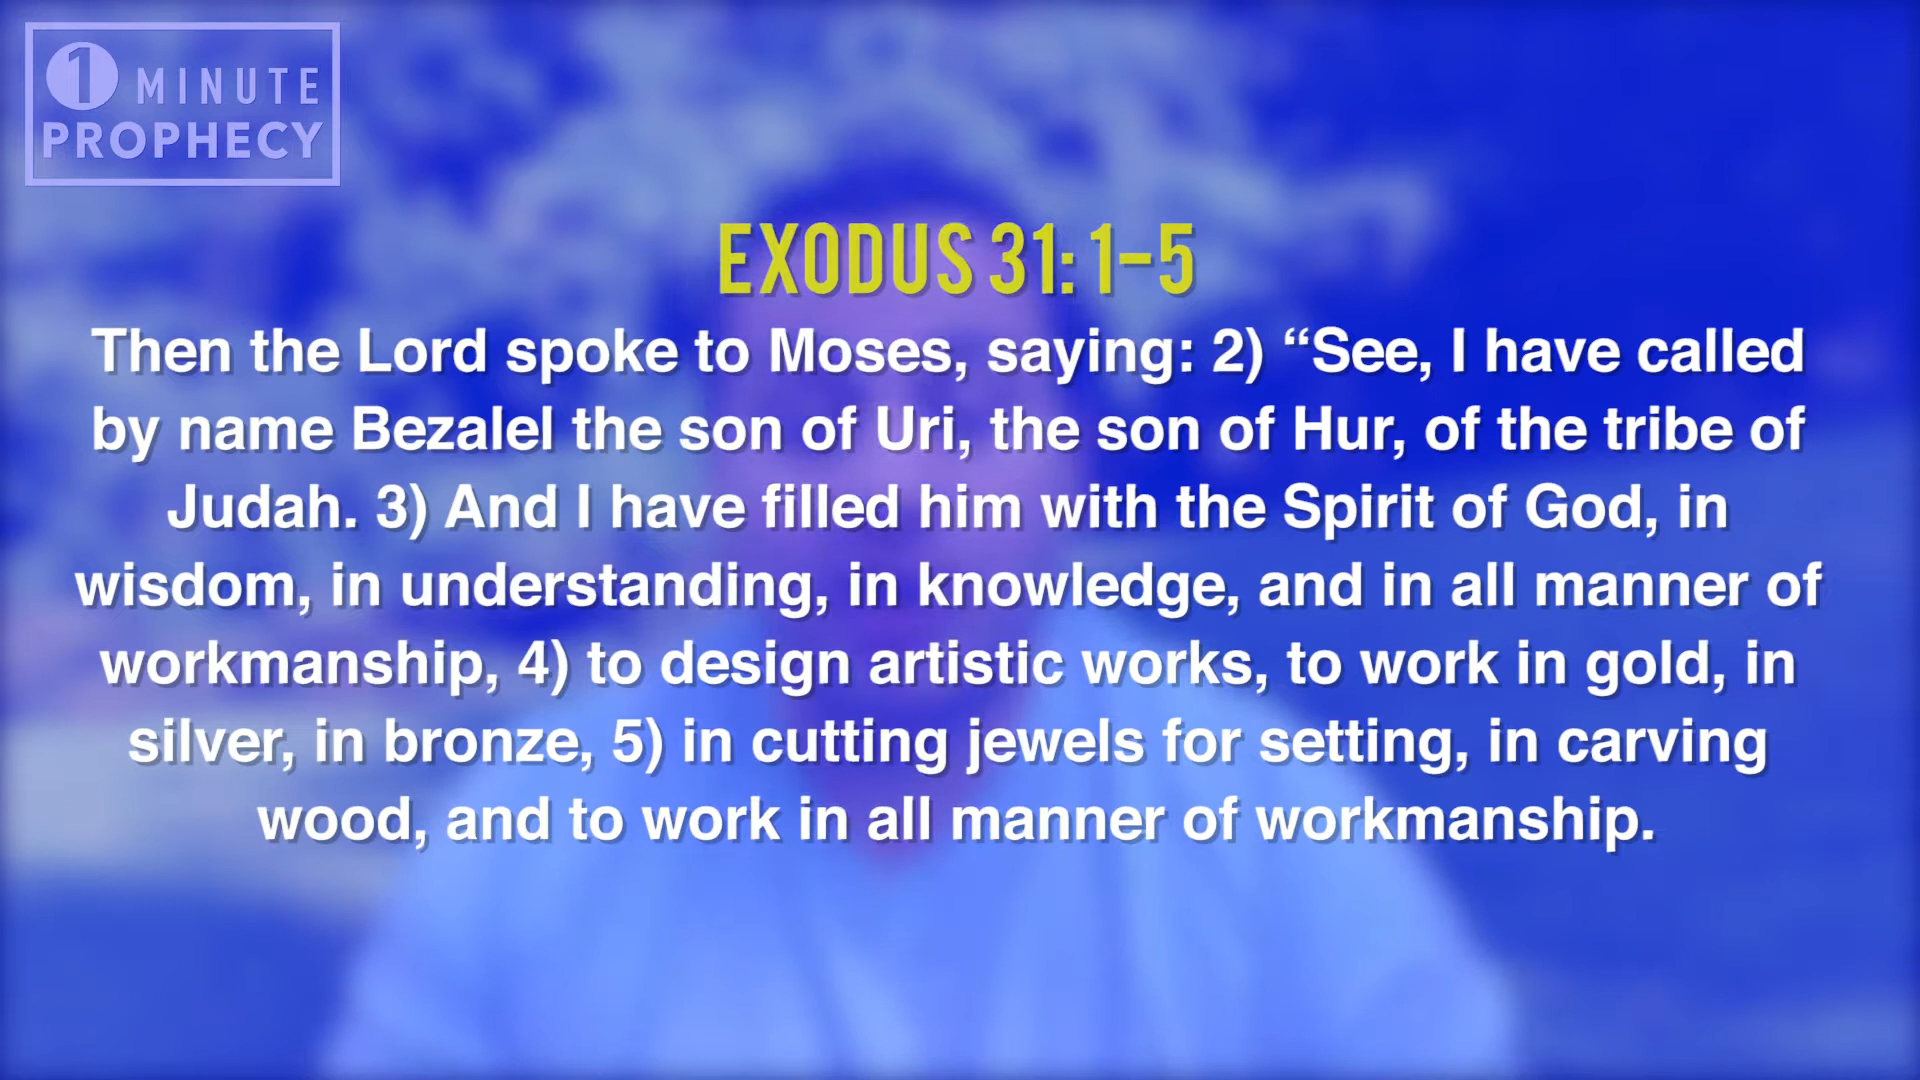 1 MINUTE
PROPHECY
EXODUS 31: 1-5
Then the Lord spoke to Moses, saying: 2) “See, I have called
by name Bezalel the son of Uri, the son of Hur, of the tribe of
Judah. 3) And I have filled him with the Spirit of God, in
wisdom, in understanding, in knowledge, and in all manner of
workmanship, 4) to design artistic works, to work in gold, in
silver, in bronze, 5) in cutting jewels for setting, in carving
wood, and to work in all manner of workmanship.